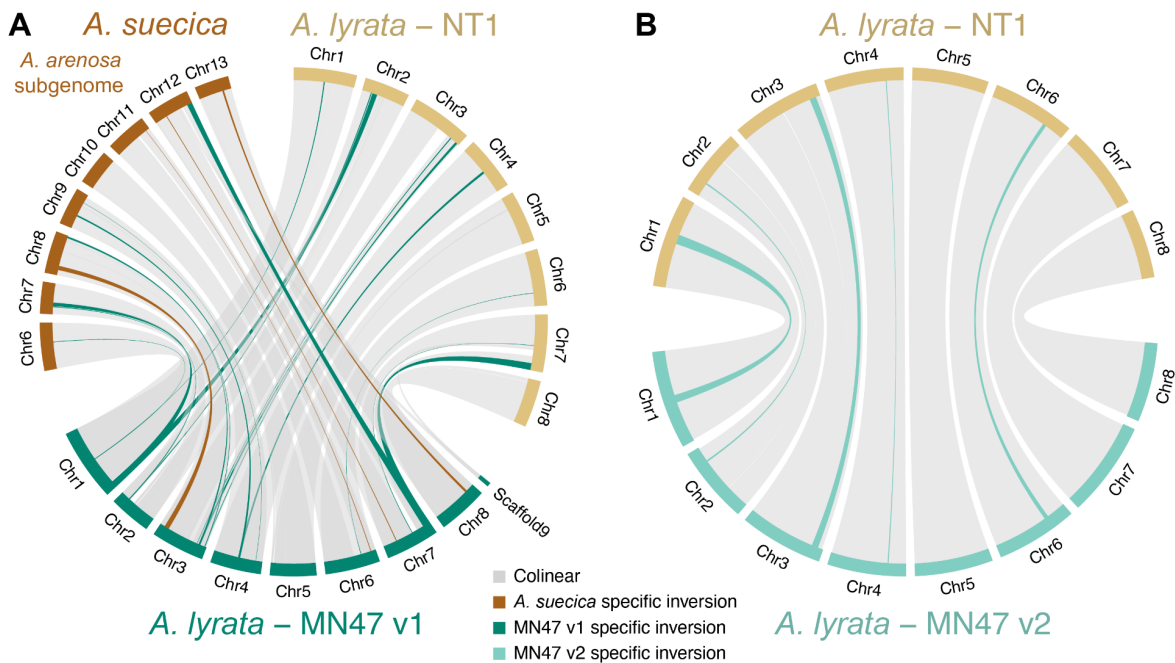 A
A. suecica
A. lyrata – NT1
A. arenosa
subgenome
Chr13
Chr12
Chr11
Chr10
Chr9
Chr8
Chr7
Chr6
Chr1
Chr2
Chr3
Chr4
Chr5
Chr6
Chr7
Chr8
Scaffold9
Chr8
Chr7
Chr6
Chr5
Chr4
Chr3
Chr2
Chr1
A. lyrata – MN47 v1
Colinear
A. suecica specific inversion
MN47 v1 specific inversion
MN47 v2 specific inversion
B
A. lyrata – NT1
Chr1
Chr2
Chr3
Chr4
Chr5
Chr6
Chr7
Chr8
Chr1
Chr2
Chr3
Chr4
Chr5
Chr6
Chr7
Chr8
A. lyrata – MN47 v2